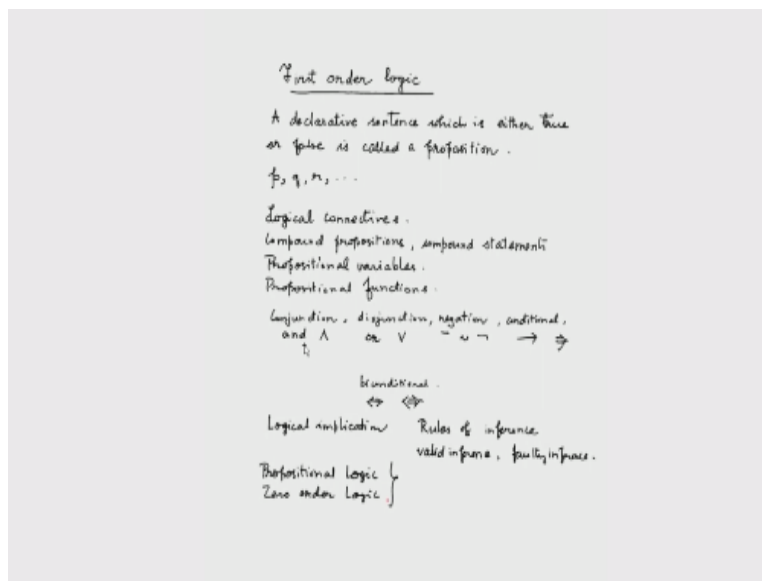 First order logic
A declarative sentence which is either true
or false is called a proposition.
p, q, r, ...
Logical connectives.
Compound propositions, compound statements
Propositional variables.
Propositional functions.
Conjunction, disjunction, negation, conditional,
and ∧ or ∨ ¯ ~ ¬ → ⇒
biconditional.
↔ ⇔
Logical implication Rules of inference
valid inference, faulty inference.
Propositional Logic }
Zero order Logic